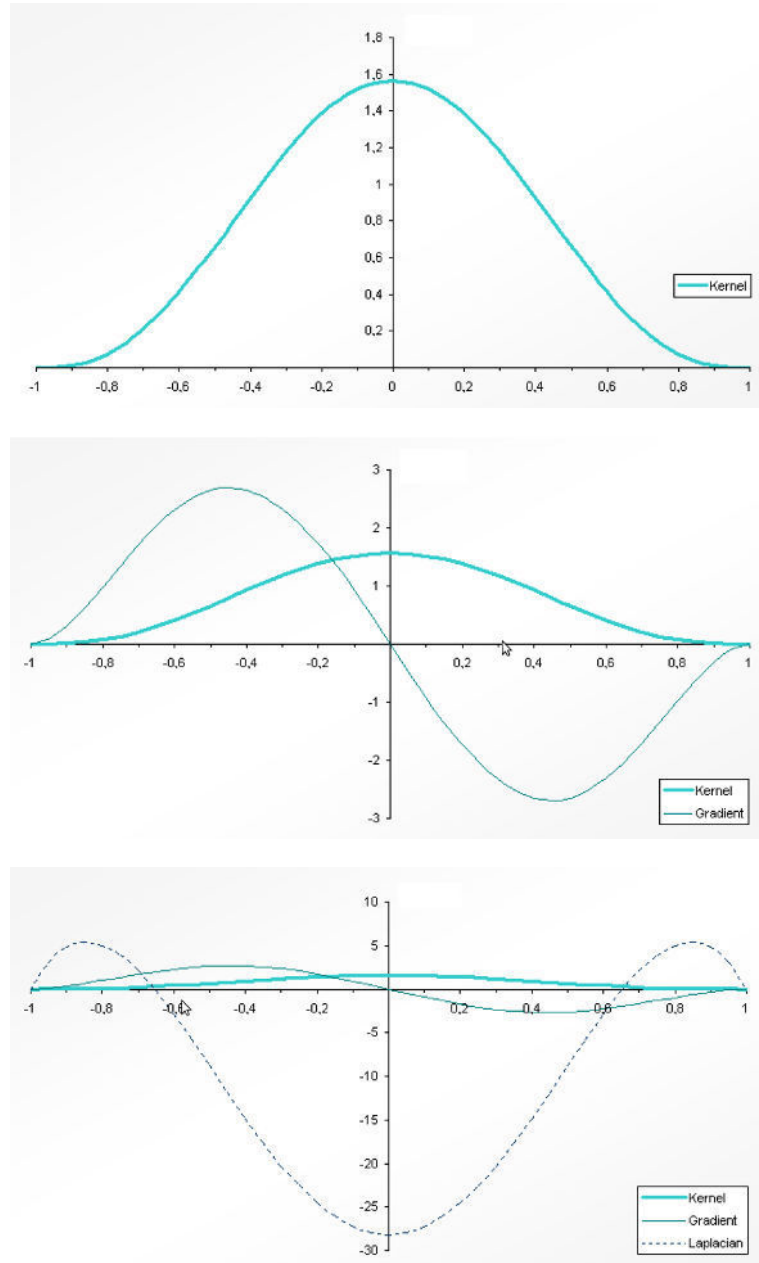 1,8
1,6
1,4
1,2
1
0,8
0,6
0,4
0,2
Kernel
-1 -0,8 -0,6 -0,4 -0,2 0 0,2 0,4 0,6 0,8 1
3
2
1
-1 -0,8 -0,6 -0,4 -0,2 0,2 0,4 0,6 0,8 1
-1
-2
-3
Kernel
Gradient
10
5
-1 -0,8 -0,6 -0,4 -0,2 0,2 0,4 0,6 0,8 1
-5
-10
-15
-20
-25
-30
Kernel
Gradient
Laplacian